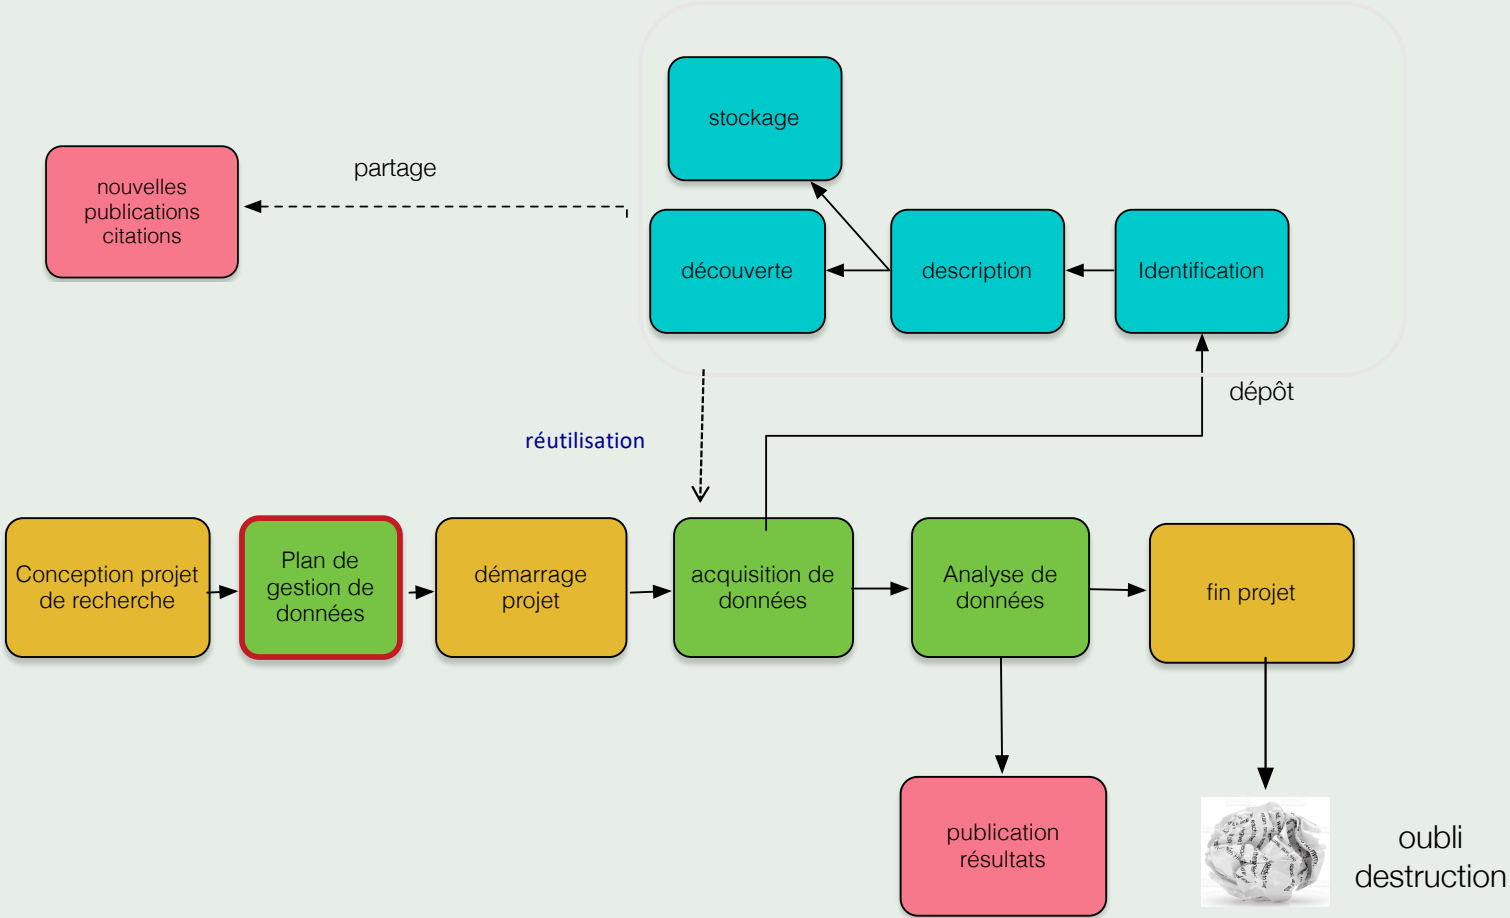 stockage
partage
nouvelles
publications
citations
découverte
description
Identification
dépôt
réutilisation
Conception projet
de recherche
Plan de
gestion de
données
démarrage
projet
acquisition de
données
Analyse de
données
fin projet
publication
résultats
oubli
destruction